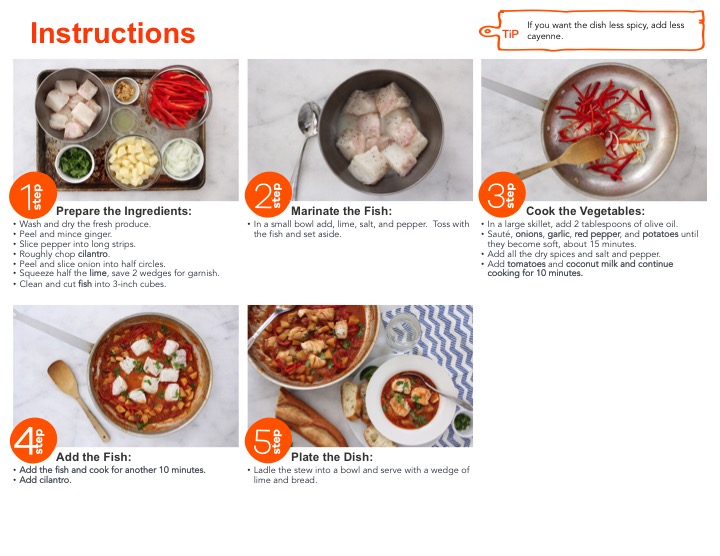 Instructions
TiP
If you want the dish less spicy, add less
cayenne.
1 step
Prepare the Ingredients:
• Wash and dry the fresh produce.
• Peel and mince ginger.
• Slice pepper into long strips.
• Roughly chop cilantro.
• Peel and slice onion into half circles.
• Squeeze half the lime, save 2 wedges for garnish.
• Clean and cut fish into 3-inch cubes.
2 step
Marinate the Fish:
• In a small bowl add, lime, salt, and pepper. Toss with
the fish and set aside.
3 step
Cook the Vegetables:
• In a large skillet, add 2 tablespoons of olive oil.
• Sauté, onions, garlic, red pepper, and potatoes until
they become soft, about 15 minutes.
• Add all the dry spices and salt and pepper.
• Add tomatoes and coconut milk and continue
cooking for 10 minutes.
4 step
Add the Fish:
• Add the fish and cook for another 10 minutes.
• Add cilantro.
5 step
Plate the Dish:
• Ladle the stew into a bowl and serve with a wedge of
lime and bread.